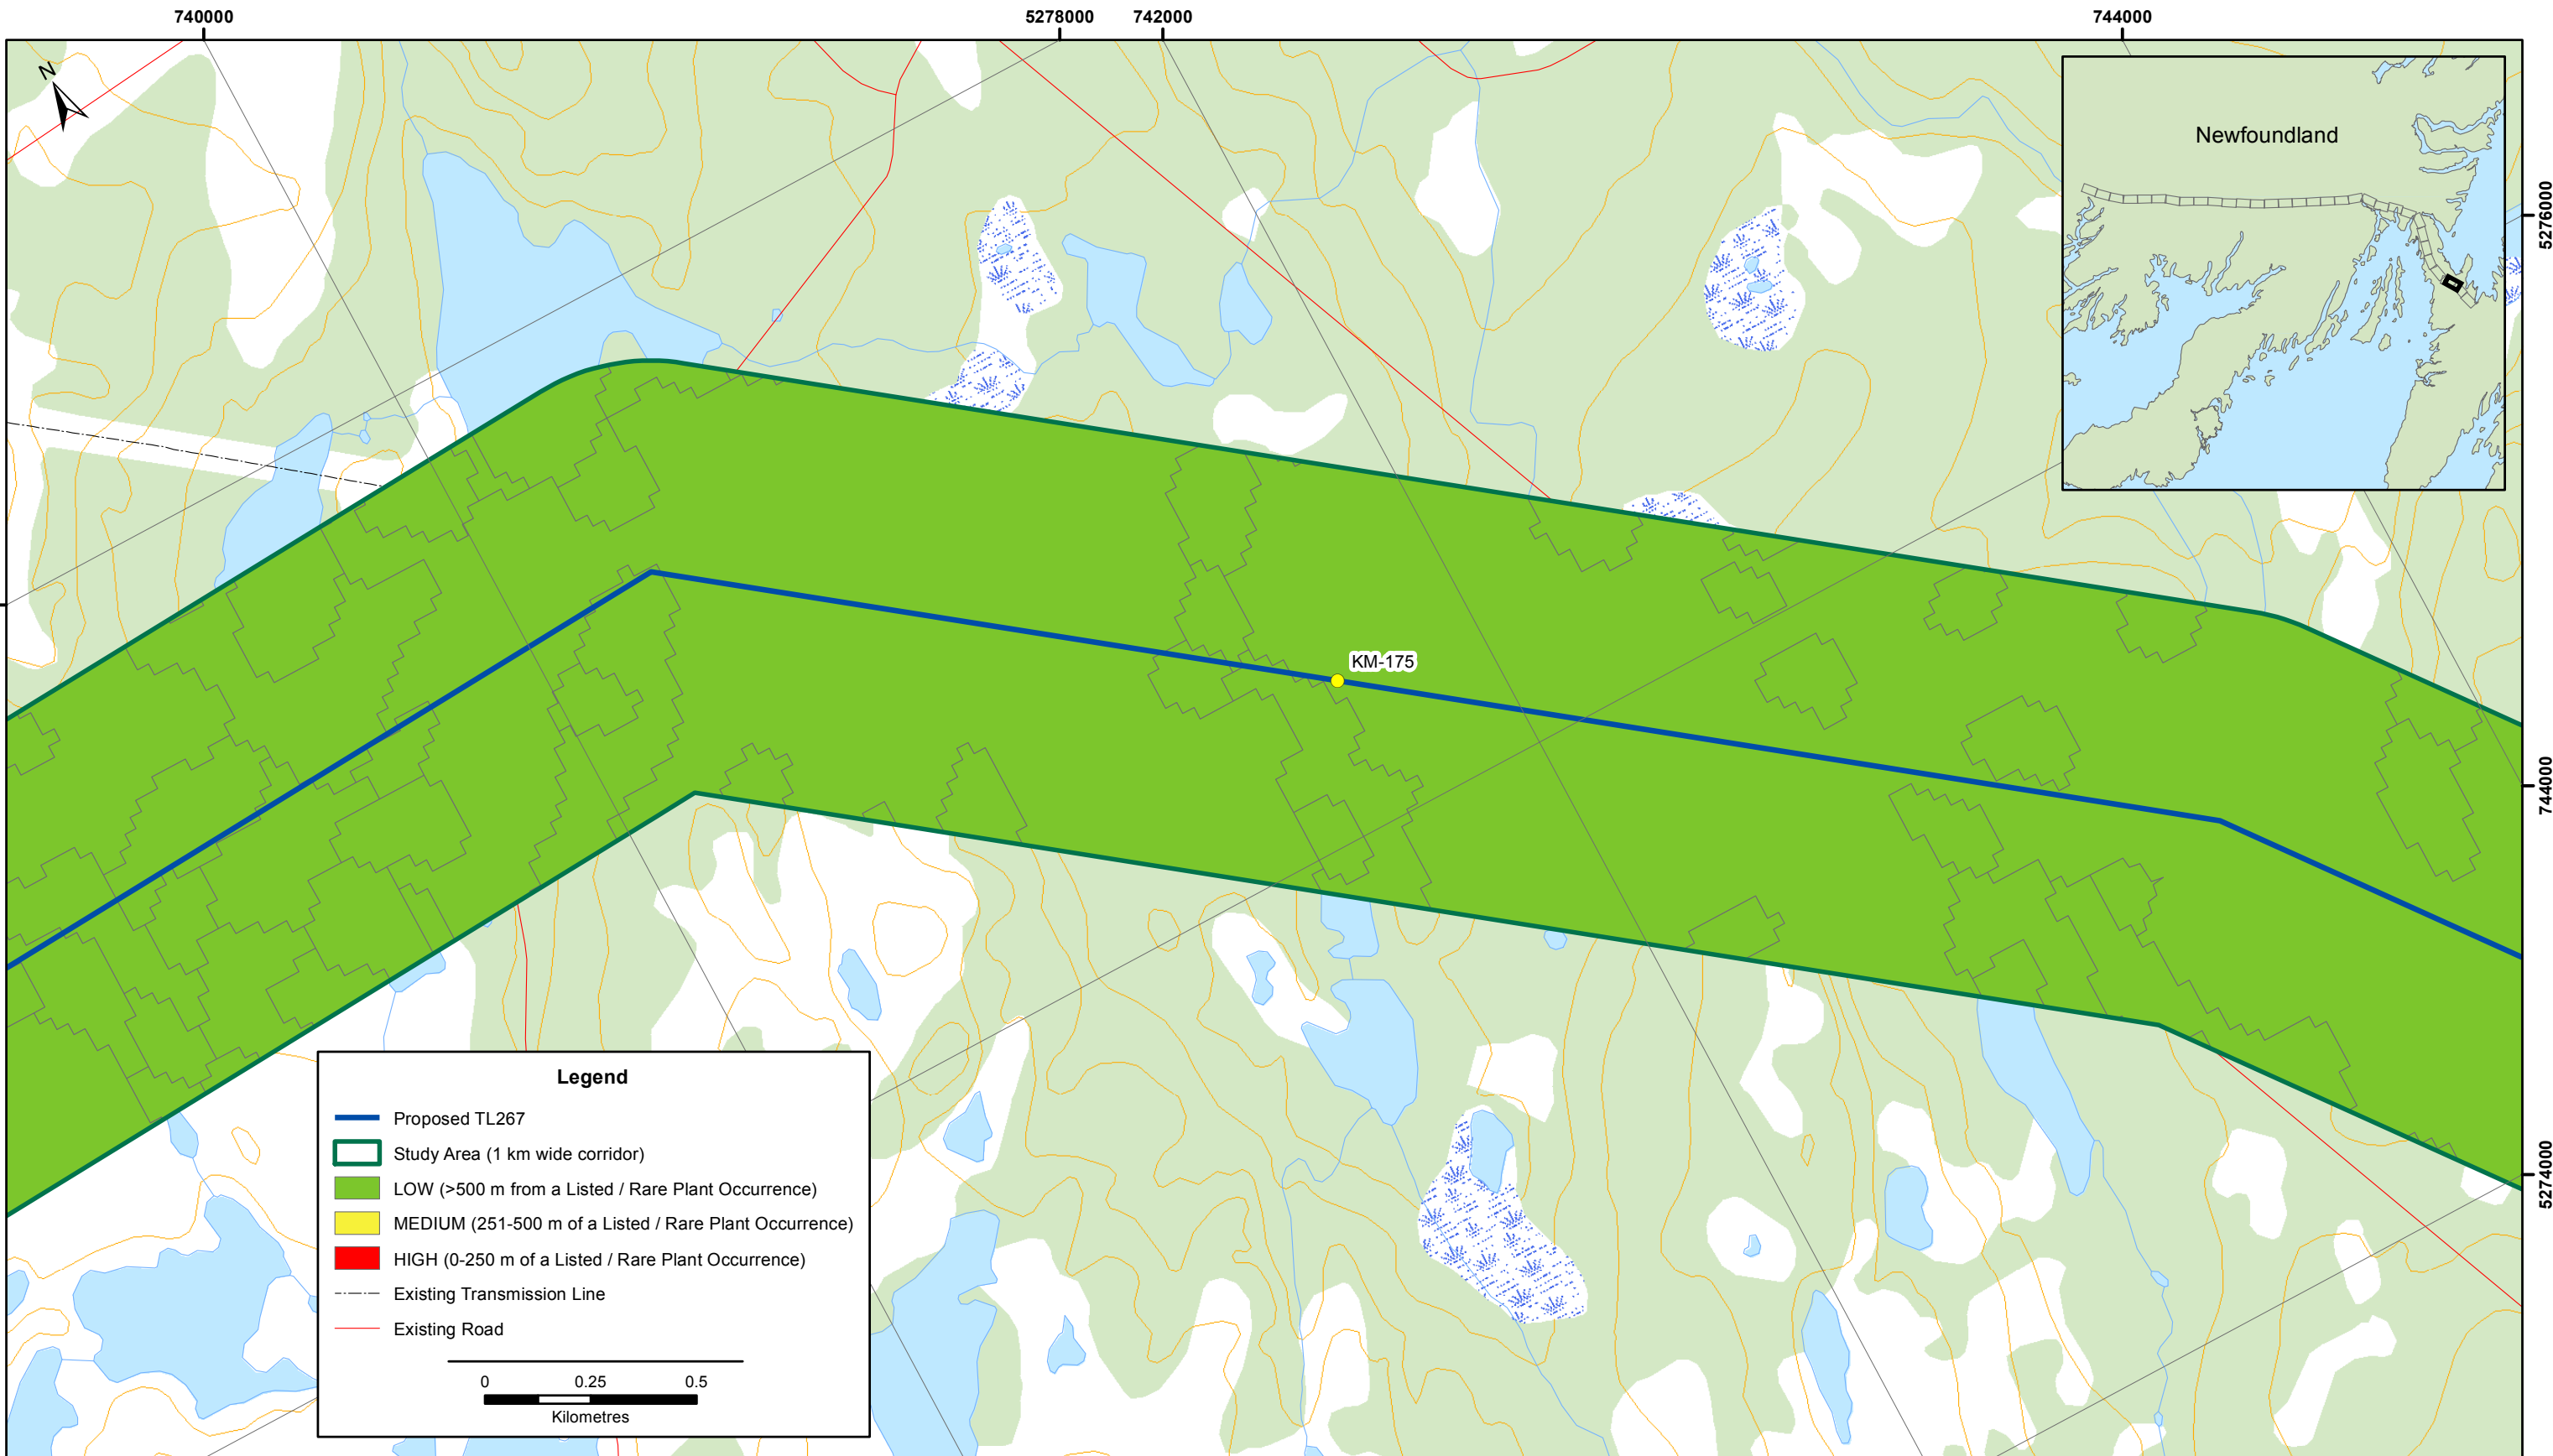 740000
5278000
742000
744000
N
Newfoundland
5276000
KM-175
744000
5274000
Legend
Proposed TL267
Study Area (1 km wide corridor)
LOW (>500 m from a Listed / Rare Plant Occurrence)
MEDIUM (251-500 m of a Listed / Rare Plant Occurrence)
HIGH (0-250 m of a Listed / Rare Plant Occurrence)
Existing Transmission Line
Existing Road
0 0.25 0.5
Kilometres